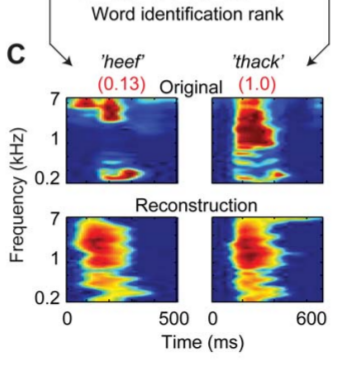 Word identification rank
C
'heef' 'thack'
(0.13) Original (1.0)
7
1
0.2
Frequency (kHz)
Reconstruction
7
1
0.2
0 500 0 600
Time (ms)